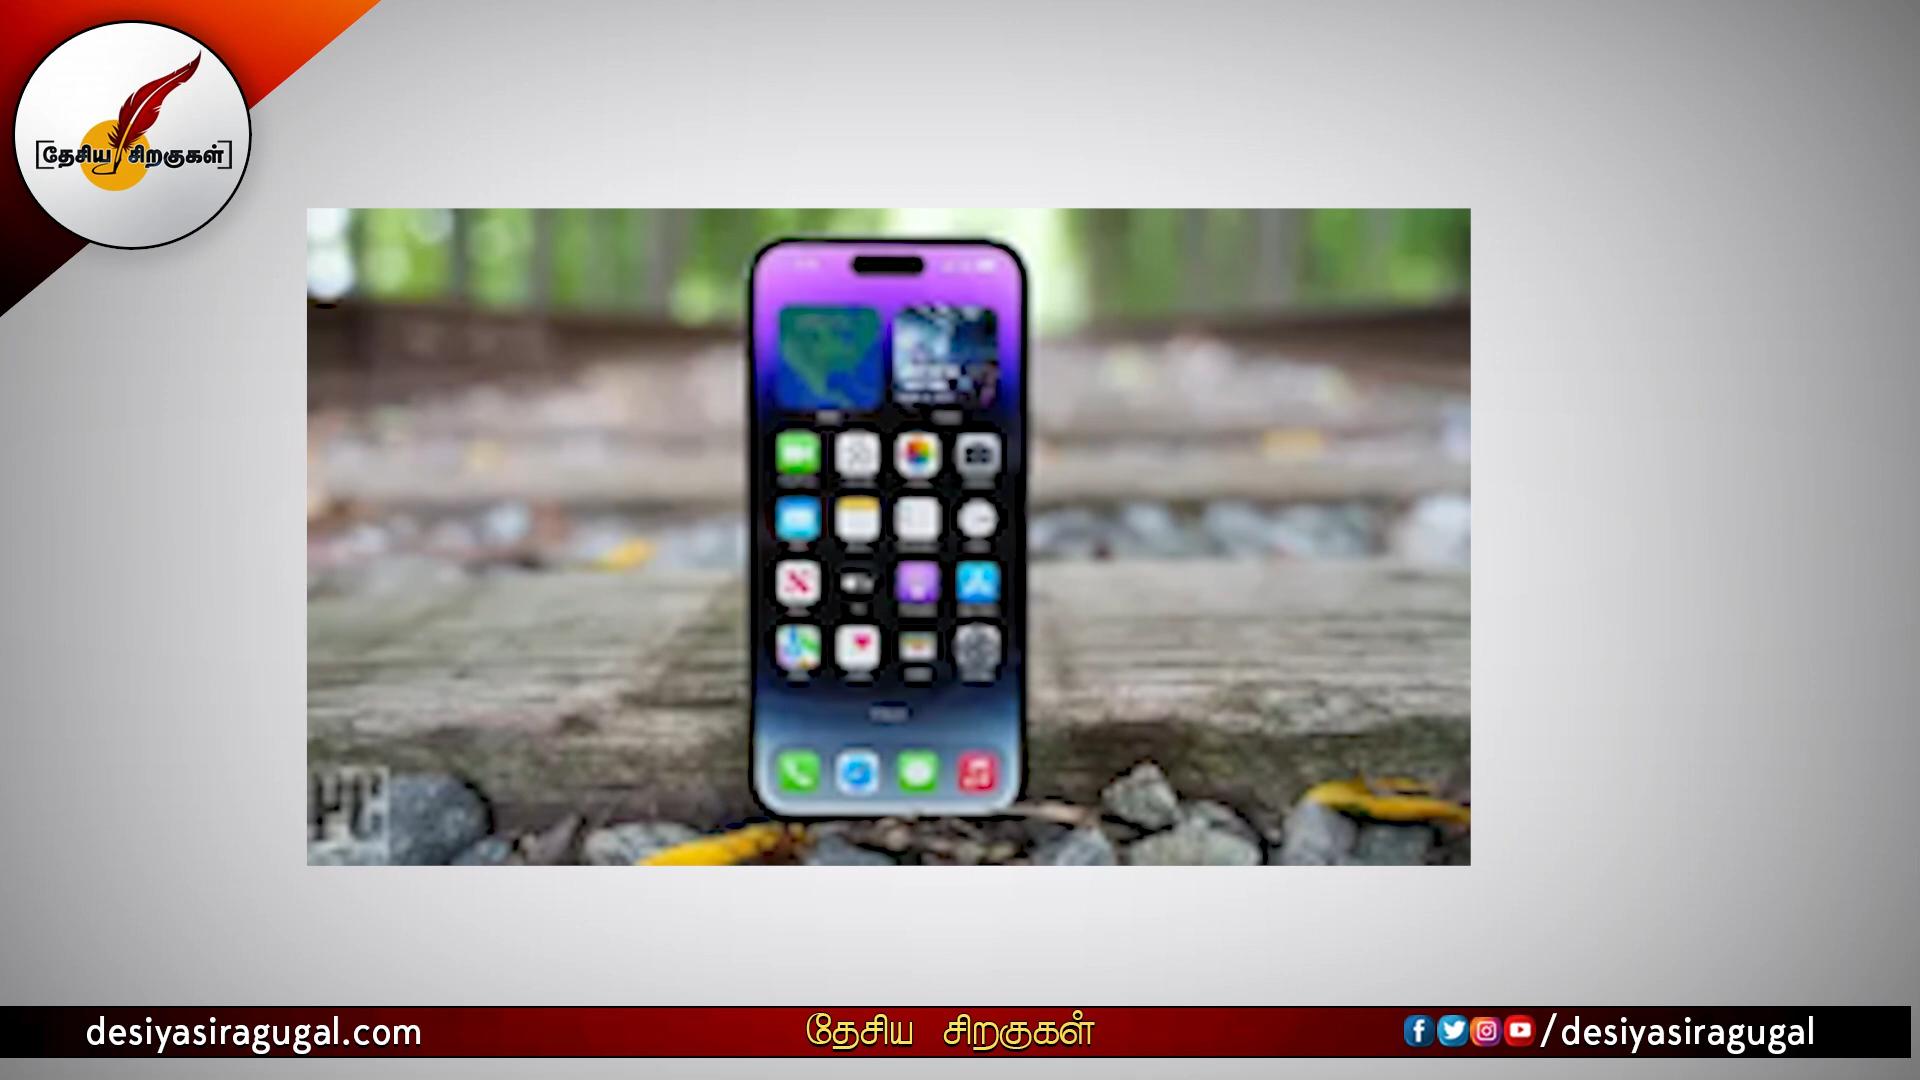 [தேசிய சிறகுகள்]
desiyasiragugal.com
தேசிய சிறகுகள்
/desiyasiragugal